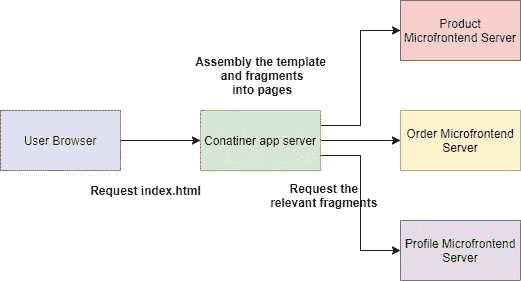 Product
Microfrontend Server
Assembly the template
and fragments
into pages
User Browser
Conatiner app server
Order Microfrontend
Server
Request index.html
Request the
relevant fragments
Profile Microfrontend
Server